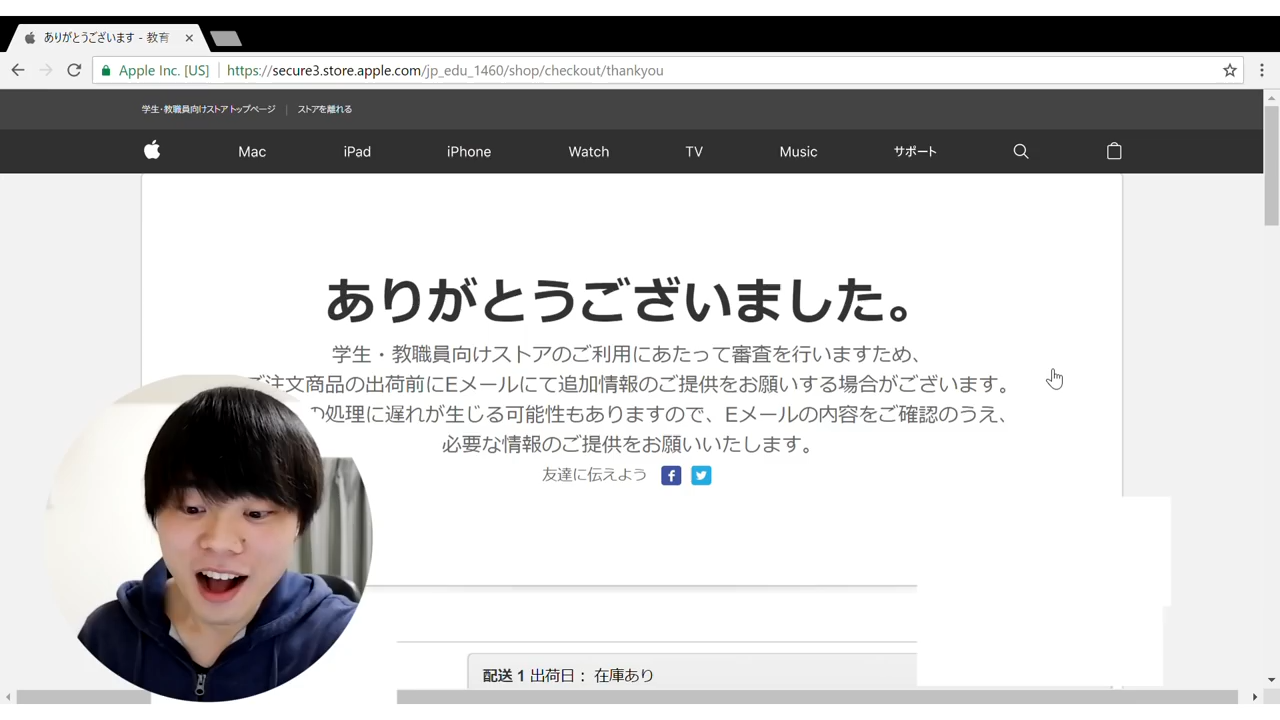 ありがとうございます - 教育
Apple Inc. [US] https://secure3.store.apple.com/jp_edu_1460/shop/checkout/thankyou
学生・教職員向けストアトップページ | ストアを離れる
Mac iPad iPhone Watch TV Music サポート
ありがとうございました。
学生・教職員向けストアのご利用にあたって審査を行いますため、
ご注文商品の出荷前にEメールにて追加情報のご提供をお願いする場合がございます。
の処理に遅れが生じる可能性もありますので、Eメールの内容をご確認のうえ、
必要な情報のご提供をお願いいたします。
友達に伝えよう
配送 1 出荷日： 在庫あり